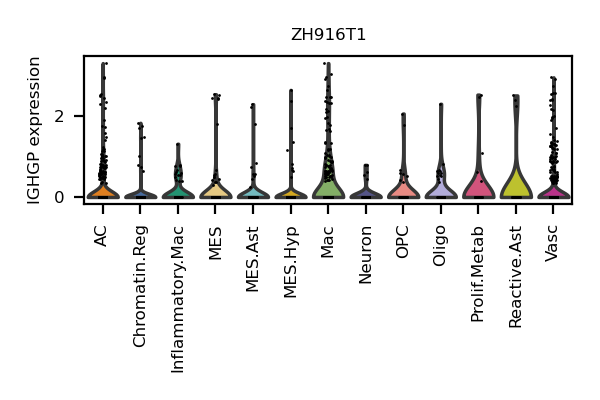 ZH916T1
IGHGP expression
2
0
AC
Chromatin.Reg
Inflammatory.Mac
MES
MES.Ast
MES.Hyp
Mac
Neuron
OPC
Oligo
Prolif.Metab
Reactive.Ast
Vasc